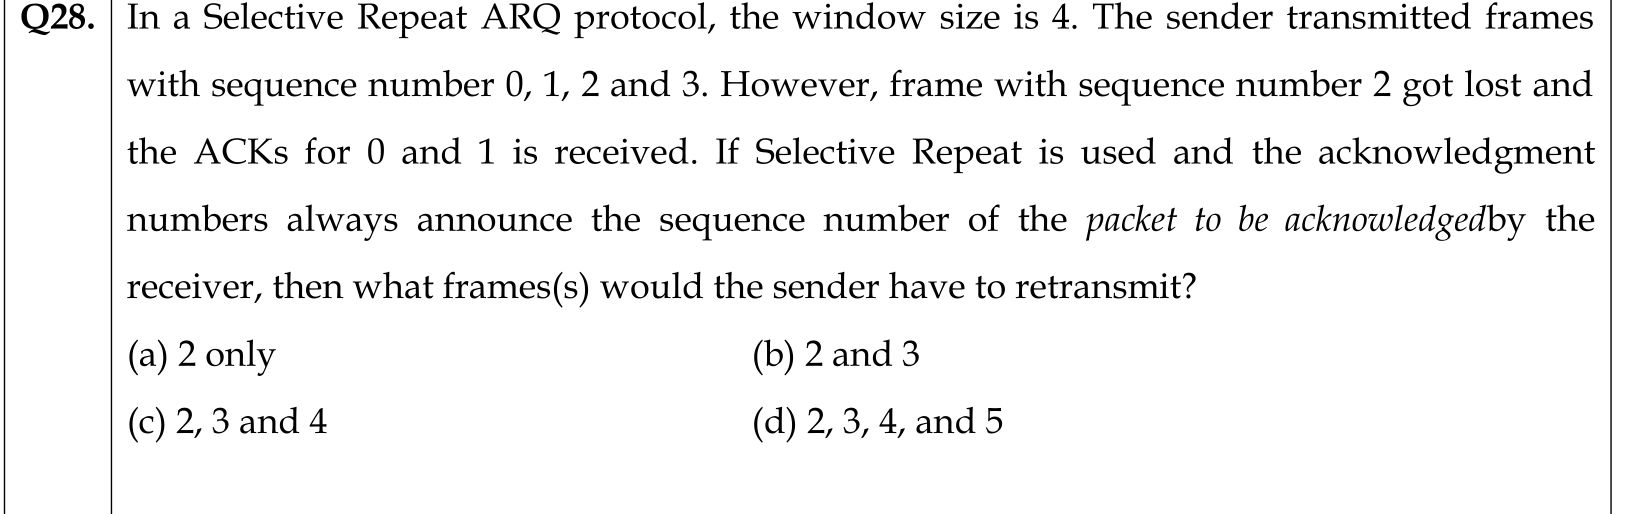 Q28. In a Selective Repeat ARQ protocol, the window size is 4. The sender transmitted frames
with sequence number 0, 1, 2 and 3. However, frame with sequence number 2 got lost and
the ACKs for 0 and 1 is received. If Selective Repeat is used and the acknowledgment
numbers always announce the sequence number of the packet to be acknowledgedby the
receiver, then what frames(s) would the sender have to retransmit?
(a) 2 only (b) 2 and 3
(c) 2, 3 and 4 (d) 2, 3, 4, and 5